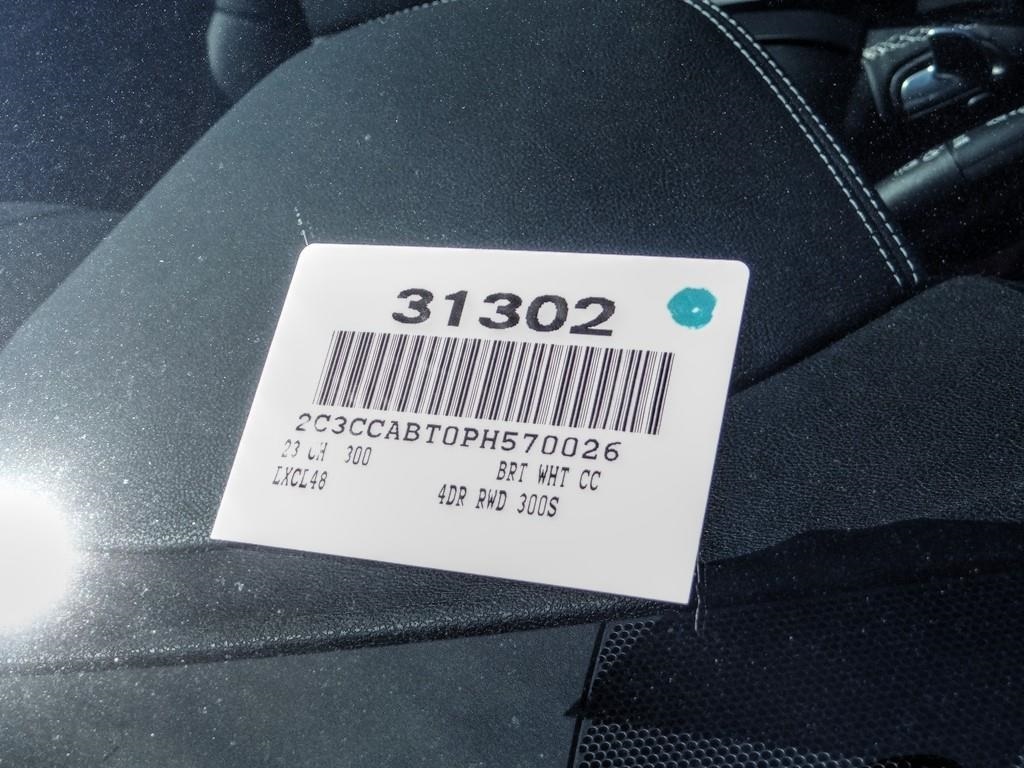 31302
2C3CCABT0PH570026
23 CH 300 BRT WHT CC
LXCL48 4DR RWD 300S